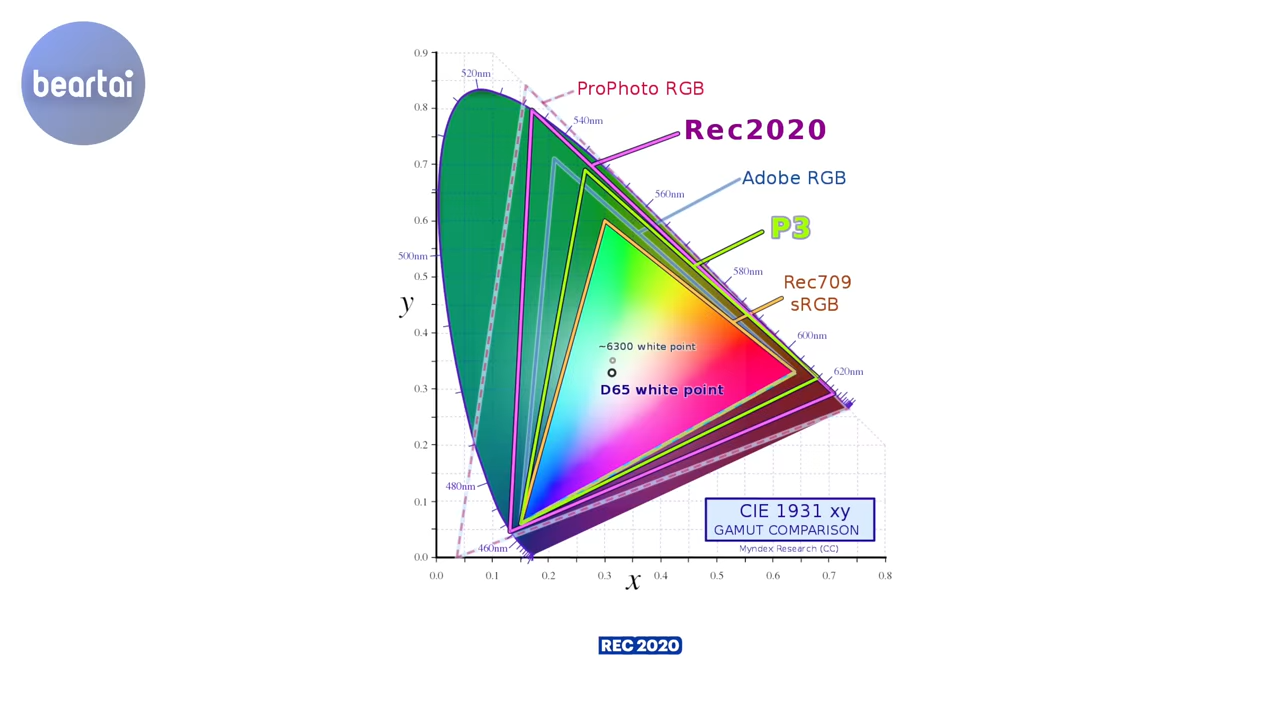 beartai
0.9
520nm
ProPhoto RGB
0.8
540nm
Rec2020
0.7
Adobe RGB
560nm
0.6
P3
500nm
0.5
580nm
Rec709
sRGB
y
0.4
600nm
~6300 white point
620nm
0.3
D65 white point
0.2
480nm
0.1
CIE 1931 xy
GAMUT COMPARISON
460nm
Myndex Research (CC)
0.0
0.0 0.1 0.2 0.3 0.4 0.5 0.6 0.7 0.8
x
REC 2020